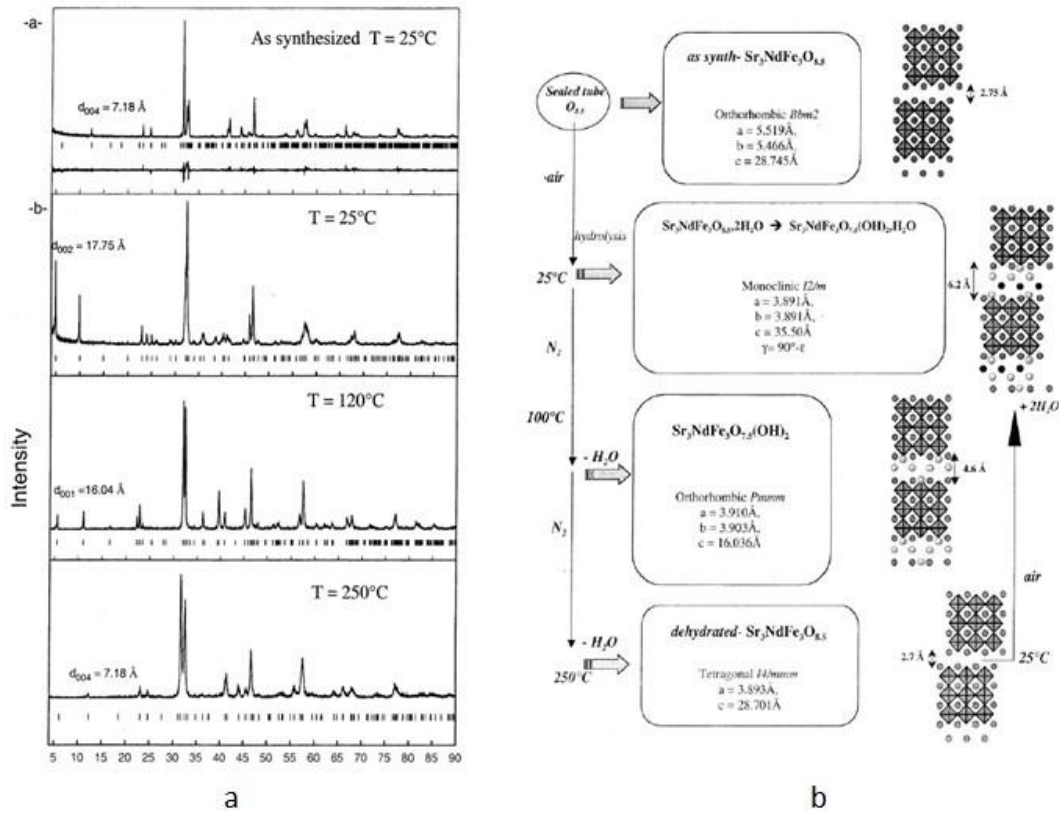 -a-
As synthesized T = 25°C
d004 = 7.18 Å
-b-
T = 25°C
d002 = 17.75 Å
T = 120°C
d001 =16.04 Å
T = 250°C
d004 = 7.18 Å
Intensity
5 10 15 20 25 30 35 40 45 50 55 60 65 70 75 80 85 90
a
Sealed tube
O8.5
as synth- Sr3NdFe3O8.5
Orthorhombic Bbm2
a = 5.519Å,
b = 5.466Å,
c = 28.745Å
2.75 Å
-air
hydrolysis
25°C
Sr3NdFe3O8.5,2H2O → Sr3NdFe3O7.5(OH)2,H2O
Monoclinic I2/m
a = 3.891Å,
b = 3.891Å,
c = 35.50Å
γ= 90°-ε
6.2 Å
N2
100°C
- H2O
Sr3NdFe3O7.5(OH)2
Orthorhombic Pmmm
a = 3.910Å,
b = 3.903Å,
c = 16.036Å
4.6 Å
+ 2H2O
N2
- H2O
250°C
dehydrated- Sr3NdFe3O8.5
Tetragonal I4/mmm
a = 3.893Å,
c = 28.701Å
2.7 Å
air
25°C
b